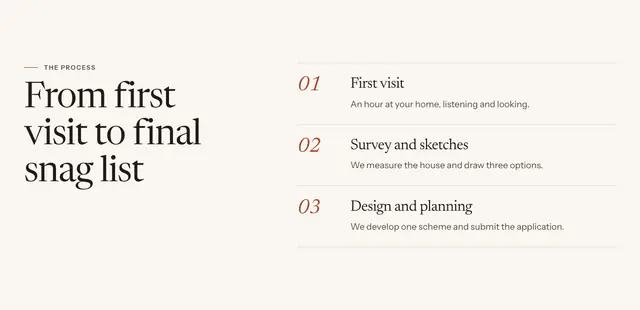 THE PROCESS
From first
visit to final
snag list
01
First visit
An hour at your home, listening and looking.
02
Survey and sketches
We measure the house and draw three options.
03
Design and planning
We develop one scheme and submit the application.